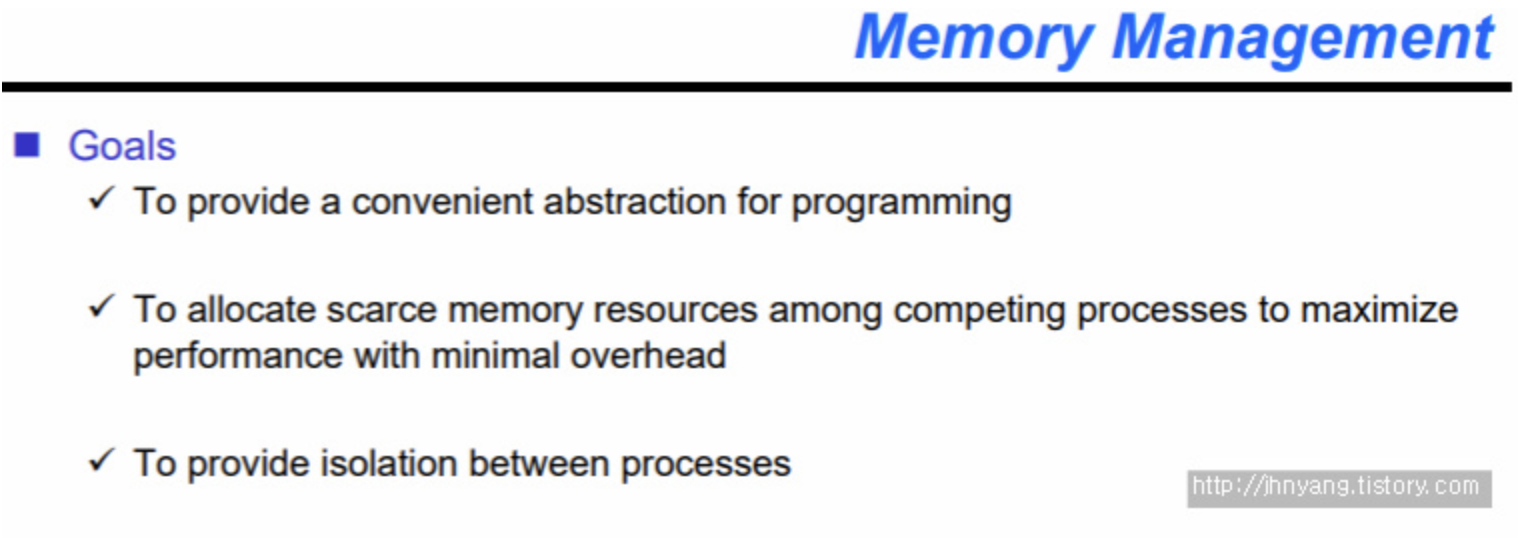 Memory Management
Goals
✓ To provide a convenient abstraction for programming
✓ To allocate scarce memory resources among competing processes to maximize
performance with minimal overhead
✓ To provide isolation between processes
http://jhnyang.tistory.com